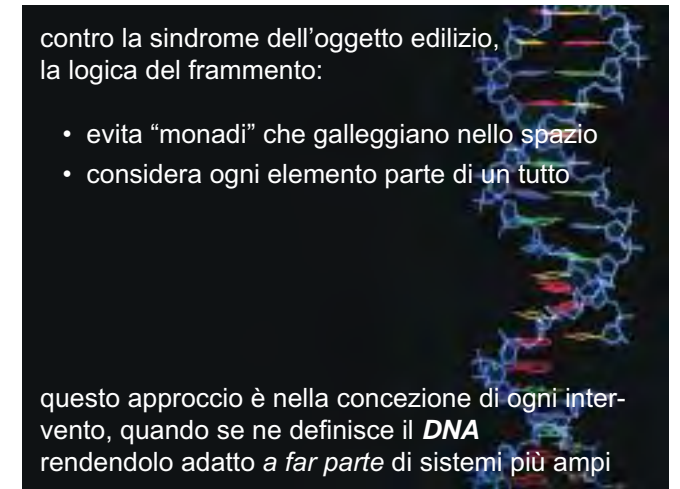 contro la sindrome dell’oggetto edilizio,
la logica del frammento:
• evita “monadi” che galleggiano nello spazio
• considera ogni elemento parte di un tutto
questo approccio è nella concezione di ogni inter-
vento, quando se ne definisce il DNA
rendendolo adatto a far parte di sistemi più ampi